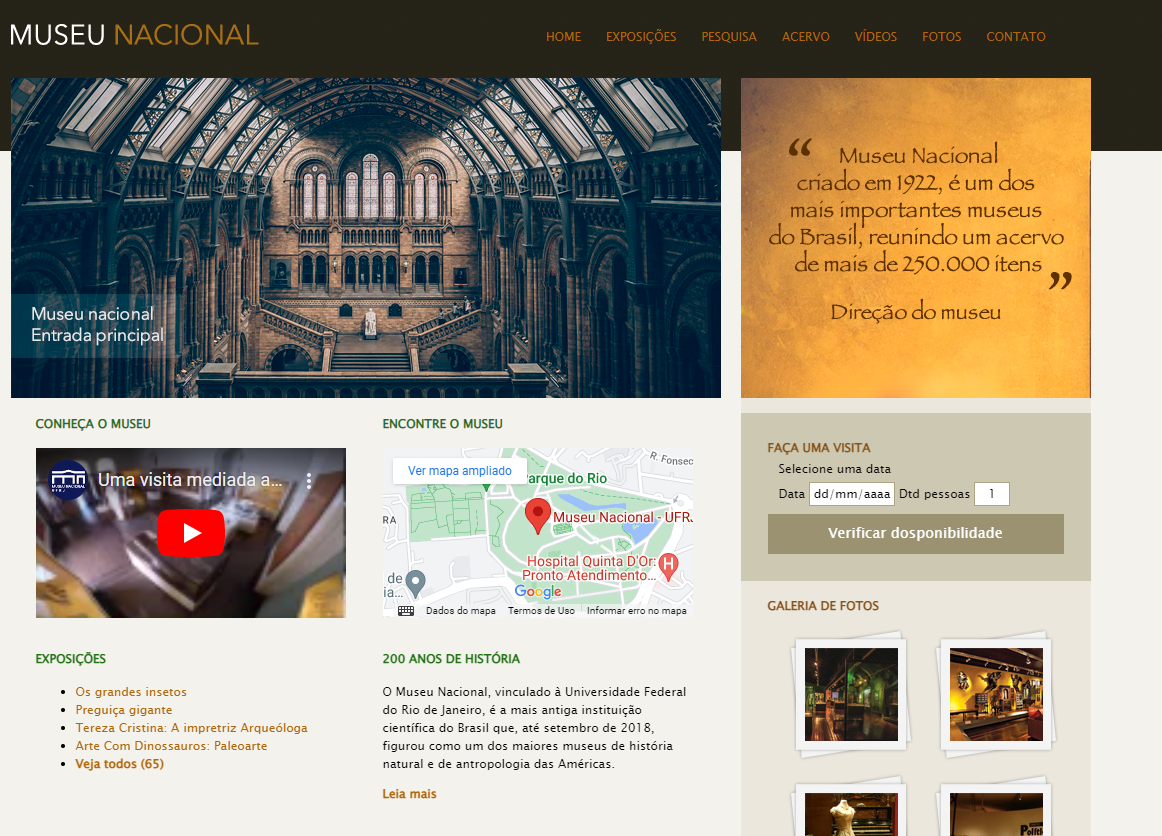 MUSEU NACIONAL
HOME EXPOSIÇÕES PESQUISA ACERVO VÍDEOS FOTOS CONTATO
Museu nacional
Entrada principal
“ Museu Nacional
criado em 1922, é um dos
mais importantes museus
do Brasil, reunindo um acervo
de mais de 250.000 itens ”
Direção do museu
CONHEÇA O MUSEU
Uma visita mediada a...
ENCONTRE O MUSEU
Ver mapa ampliado
R. Fonsec
arque do Rio
RA
Museu Nacional - UFRJ
Hospital Quinta D'Or:
Pronto Atendimento...
H
de
ia...
Google
Dados do mapa Termos de Uso Informar erro no mapa
FAÇA UMA VISITA
Selecione uma data
Data dd/mm/aaaa Dtd pessoas 1
Verificar dosponibilidade
GALERIA DE FOTOS
EXPOSIÇÕES
Os grandes insetos
Preguiça gigante
Tereza Cristina: A impretriz Arqueóloga
Arte Com Dinossauros: Paleoarte
Veja todos (65)
200 ANOS DE HISTÓRIA
O Museu Nacional, vinculado à Universidade Federal
do Rio de Janeiro, é a mais antiga instituição
científica do Brasil que, até setembro de 2018,
figurou como um dos maiores museus de história
natural e de antropologia das Américas.
Leia mais